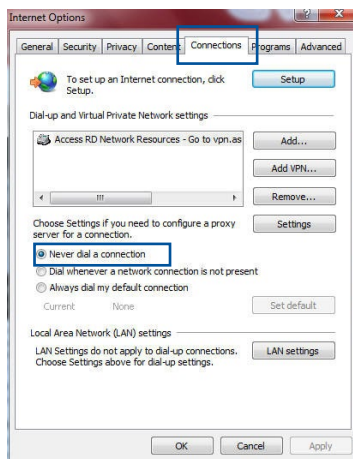 Internet Options
General Security Privacy Content Connections Programs Advanced
To set up an Internet connection, click
Setup.
Setup
Dial-up and Virtual Private Network settings
Access RD Network Resources - Go to vpn.as
Add...
Add VPN...
Remove...
Choose Settings if you need to configure a proxy
server for a connection.
Settings
Never dial a connection
Dial whenever a network connection is not present
Always dial my default connection
Current None
Set default
Local Area Network (LAN) settings
LAN Settings do not apply to dial-up connections.
Choose Settings above for dial-up settings.
LAN settings
OK Cancel Apply